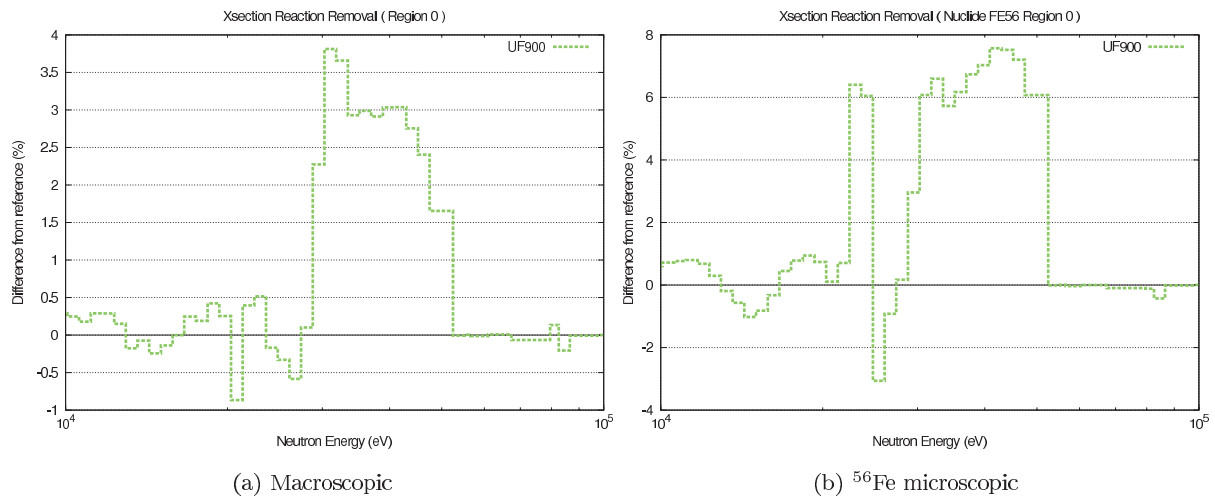 Xsection Reaction Removal ( Region 0 )
UF900
4
3.5
3
2.5
2
1.5
1
0.5
0
-0.5
-1
Difference from reference (%)
10^4
10^5
Neutron Energy (eV)
(a) Macroscopic
Xsection Reaction Removal ( Nuclide FE56 Region 0 )
UF900
8
6
4
2
0
-2
-4
Difference from reference (%)
10^4
10^5
Neutron Energy (eV)
(b) ^56Fe microscopic